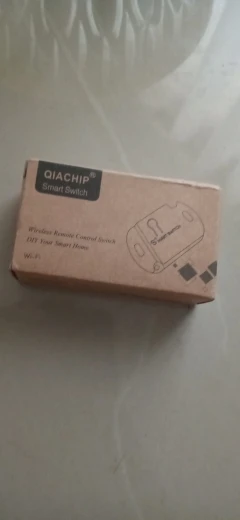 QIACHIP®
Smart Switch
Wireless Remote Control Switch
DIY Your Smart Home
Wi-Fi